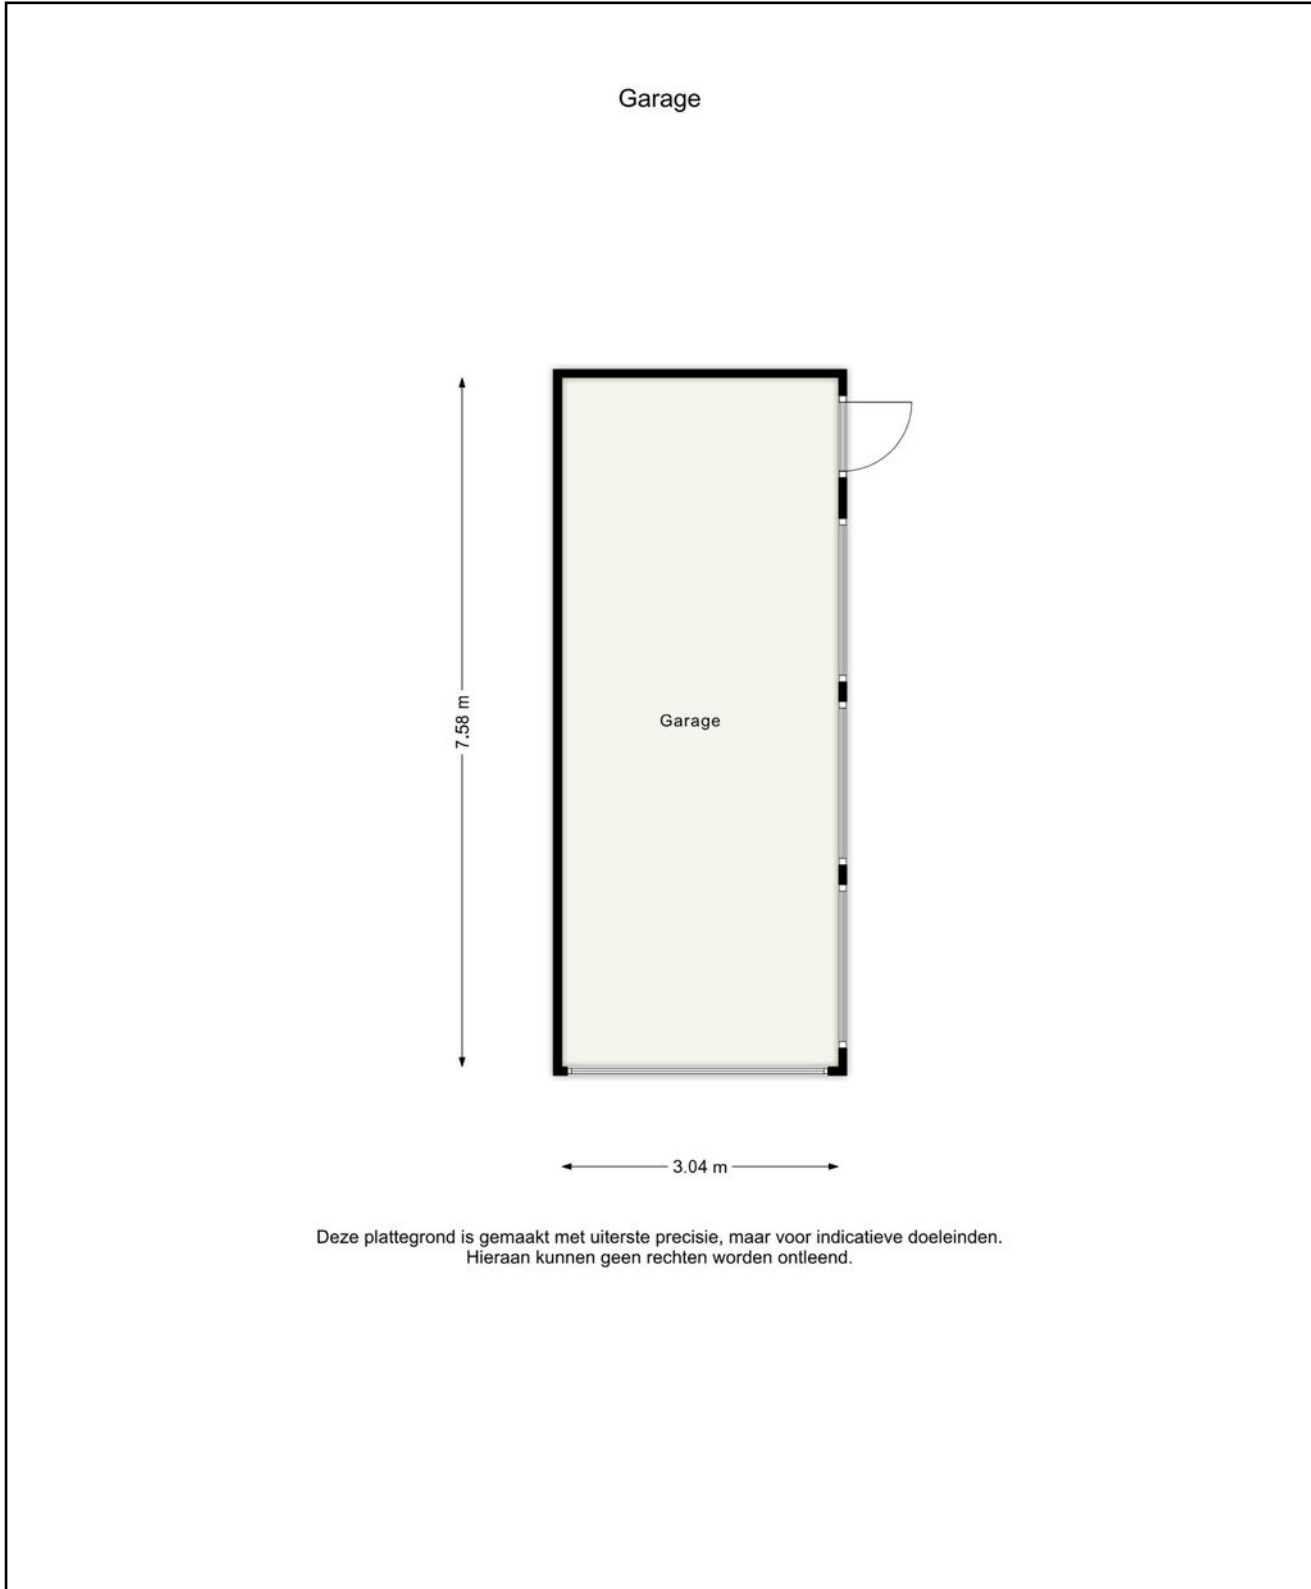 Garage
7.58 m
Garage
3.04 m
Deze plattegrond is gemaakt met uiterste precisie, maar voor indicatieve doeleinden.
Hieraan kunnen geen rechten worden ontleend.